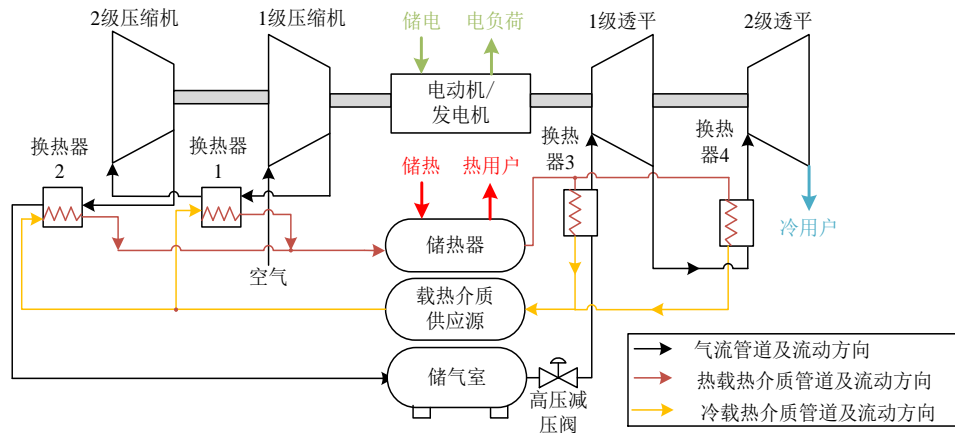 2级压缩机
1级压缩机
储电
电负荷
1级透平
2级透平
电动机/
发电机
换热器
2
换热器
1
换热
器3
换热
器4
储热
热用户
储热器
冷用户
空气
载热介质
供应源
储气室
高压减
压阀
气流管道及流动方向
热载热介质管道及流动方向
冷载热介质管道及流动方向